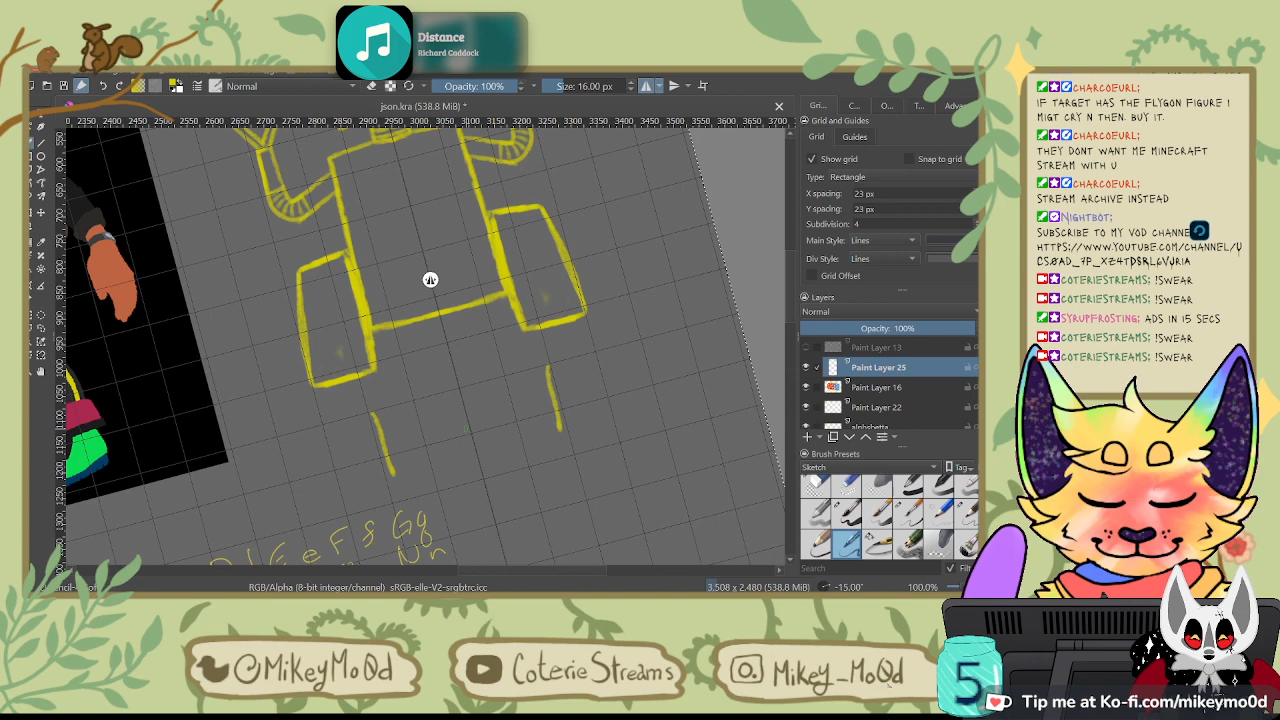 Distance
Richard Caddock
Normal
Opacity: 100%
Size: 16.00 px
json.kra (538.8 MiB) *
Gri...
C...
O...
T...
Adva
Grid and Guides
Grid
Guides
Show grid
Snap to grid
Type: Rectangle
X spacing: 23 px
Y spacing: 23 px
Subdivision: 4
Main Style: Lines
Div Style: Lines
Grid Offset
Layers
Normal
Opacity: 100%
Paint Layer 13
Paint Layer 25
Paint Layer 16
Paint Layer 22
alphabetta
Brush Presets
Sketch
Tag
Search
RGB/Alpha (8-bit integer/channel) sRGB-elle-V2-srgbtrc.icc
3,508 x 2,480 (538.8 MiB)
-15.00°
100.0%
E e F f G g
N n
CHARCOEURL;
IF TARGET HAS THE FLYGON FIGURE I
MIGT CRY N THEN. BUY IT.
CHARCOEURL;
THEY DONT WANT ME MINECRAFT
STREAM WITH U
CHARCOEURL;
STREAM ARCHIVE INSTEAD
NIGHTBOT;
SUBSCRIBE TO MY VOD CHANNE
COTERIESTREAMS; !SWEAR
COTERIESTREAMS; !SWEAR
SYRUPFROSTING; ADS IN 15 SECS
COTERIESTREAMS; !SWEAR
COTERIESTREAMS; !SWEAR
@MikeyMo0d
CoterieStreams
Mikey_Mo0d
5
Tip me at Ko-fi.com/mikeymo0d